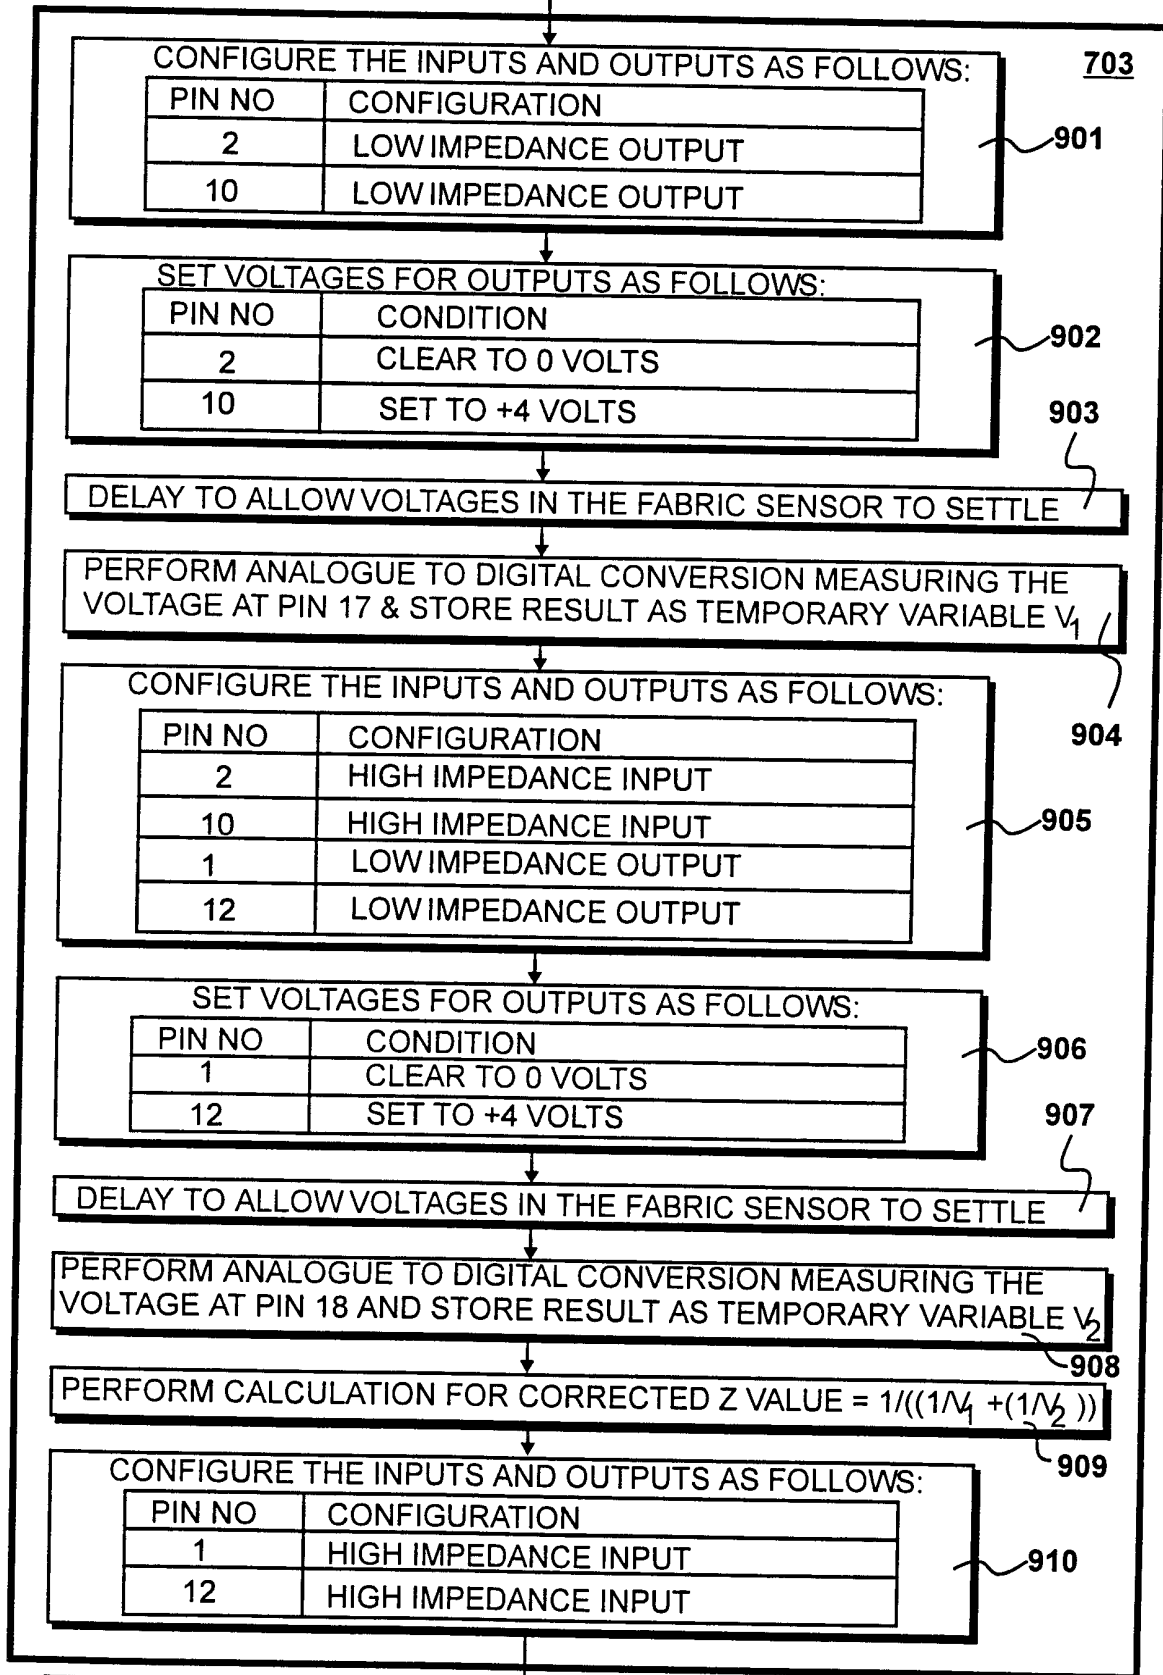 703
CONFIGURE THE INPUTS AND OUTPUTS AS FOLLOWS:
PIN NO CONFIGURATION
2 LOW IMPEDANCE OUTPUT
10 LOW IMPEDANCE OUTPUT
901
SET VOLTAGES FOR OUTPUTS AS FOLLOWS:
PIN NO CONDITION
2 CLEAR TO 0 VOLTS
10 SET TO +4 VOLTS
902
903
DELAY TO ALLOW VOLTAGES IN THE FABRIC SENSOR TO SETTLE
PERFORM ANALOGUE TO DIGITAL CONVERSION MEASURING THE
VOLTAGE AT PIN 17 & STORE RESULT AS TEMPORARY VARIABLE V1
904
CONFIGURE THE INPUTS AND OUTPUTS AS FOLLOWS:
PIN NO CONFIGURATION
2 HIGH IMPEDANCE INPUT
10 HIGH IMPEDANCE INPUT
1 LOW IMPEDANCE OUTPUT
12 LOW IMPEDANCE OUTPUT
905
SET VOLTAGES FOR OUTPUTS AS FOLLOWS:
PIN NO CONDITION
1 CLEAR TO 0 VOLTS
12 SET TO +4 VOLTS
906
907
DELAY TO ALLOW VOLTAGES IN THE FABRIC SENSOR TO SETTLE
PERFORM ANALOGUE TO DIGITAL CONVERSION MEASURING THE
VOLTAGE AT PIN 18 AND STORE RESULT AS TEMPORARY VARIABLE V2
908
PERFORM CALCULATION FOR CORRECTED Z VALUE = 1/((1/V1 +(1/V2 ))
909
CONFIGURE THE INPUTS AND OUTPUTS AS FOLLOWS:
PIN NO CONFIGURATION
1 HIGH IMPEDANCE INPUT
12 HIGH IMPEDANCE INPUT
910